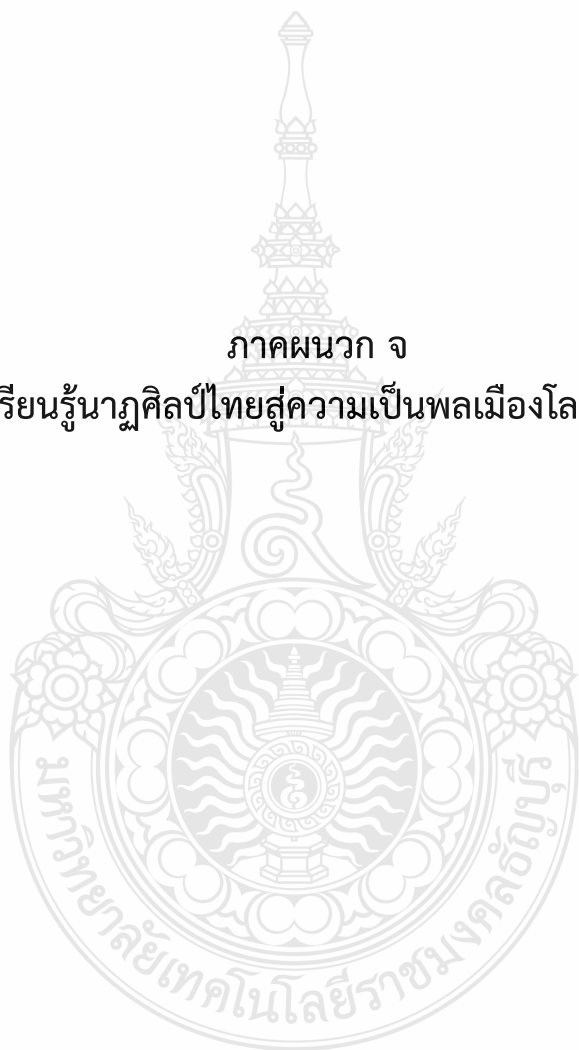 ภาคผนวก จ
รียนรู้นาฏศิลป์ไทยสู่ความเป็นพลเมืองโล
มหาวิทยาลัยเทคโนโลยีราชมงคลธัญบุรี